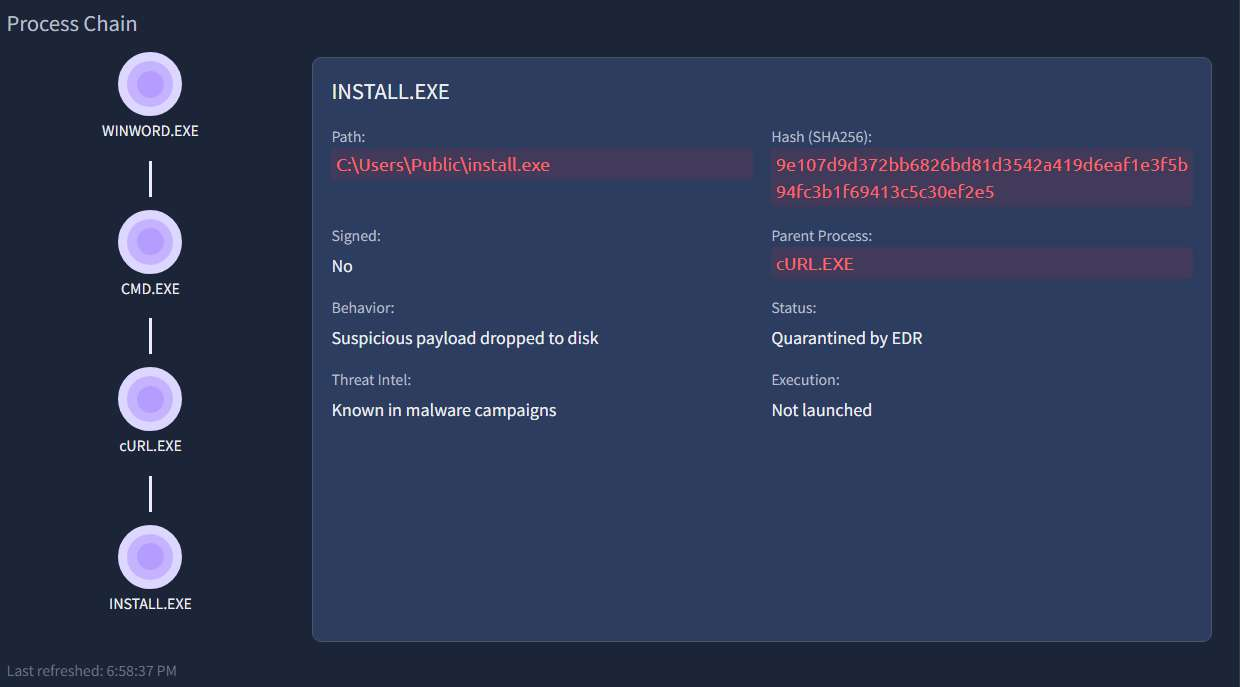 Process Chain
WINWORD.EXE
CMD.EXE
cURL.EXE
INSTALL.EXE
INSTALL.EXE
Path:
C:\Users\Public\install.exe
Hash (SHA256):
9e107d9d372bb6826bd81d3542a419d6eaf1e3f5b
94fc3b1f69413c5c30ef2e5
Signed:
No
Parent Process:
cURL.EXE
Behavior:
Suspicious payload dropped to disk
Status:
Quarantined by EDR
Threat Intel:
Known in malware campaigns
Execution:
Not launched
Last refreshed: 6:58:37 PM